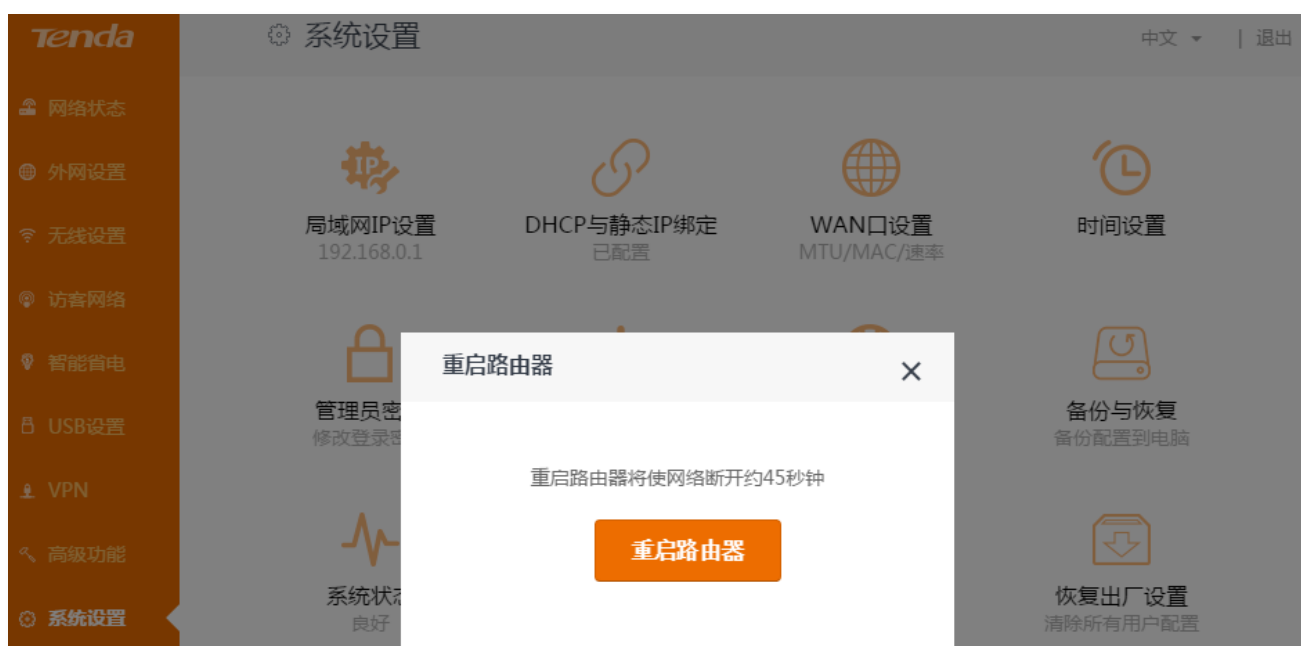 Tenda
系统设置
中文
| 退出
网络状态
外网设置
无线设置
访客网络
智能省电
USB设置
VPN
高级功能
系统设置
局域网IP设置
192.168.0.1
DHCP与静态IP绑定
已配置
WAN口设置
MTU/MAC/速率
时间设置
管理员密
修改登录密
备份与恢复
备份配置到电脑
系统状态
良好
恢复出厂设置
清除所有用户配置
重启路由器
重启路由器将使网络断开约45秒钟
重启路由器